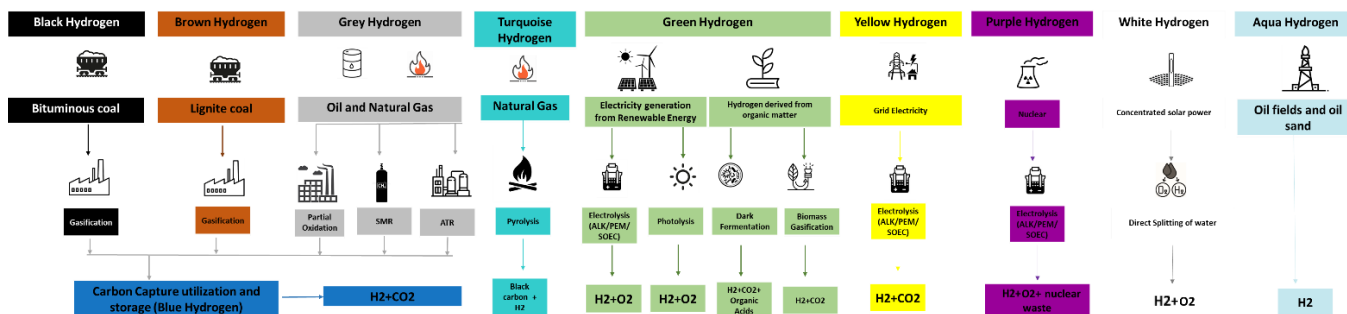 Black Hydrogen
Brown Hydrogen
Grey Hydrogen
Turquoise
Hydrogen
Green Hydrogen
Yellow Hydrogen
Purple Hydrogen
White Hydrogen
Aqua Hydrogen
Bituminous coal
Lignite coal
Oil and Natural Gas
Natural Gas
Electricity generation
from Renewable Energy
Hydrogen derived from
organic matter
Grid Electricity
Nuclear
Concentrated solar power
Oil fields and oil
sand
Gasification
Gasification
Partial
Oxidation
SMR
ATR
Pyrolysis
Electrolysis
(ALK/PEM/
SOEC)
Photolysis
Dark
Fermentation
Biomass
Gasification
Electrolysis
(ALK/PEM/
SOEC)
Electrolysis
(ALK/PEM/
SOEC)
Direct Splitting of water
Carbon Capture utilization and
storage (Blue Hydrogen)
H2+CO2
Black
carbon +
H2
H2+O2
H2+O2
H2+CO2+
Organic
Acids
H2+CO2
H2+CO2
H2+O2+ nuclear
waste
H2+O2
H2